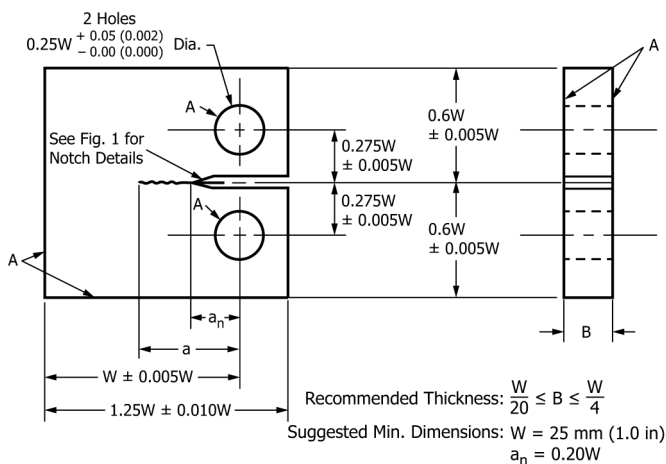 2 Holes
0.25W + 0.05 (0.002) - 0.00 (0.000) Dia.
A
A
See Fig. 1 for
Notch Details
0.6W
± 0.005W
0.275W
± 0.005W
A
0.275W
± 0.005W
0.6W
± 0.005W
A
aₙ
a
B
W ± 0.005W
1.25W ± 0.010W
Recommended Thickness: W/20 ≤ B ≤ W/4
Suggested Min. Dimensions: W = 25 mm (1.0 in)
aₙ = 0.20W